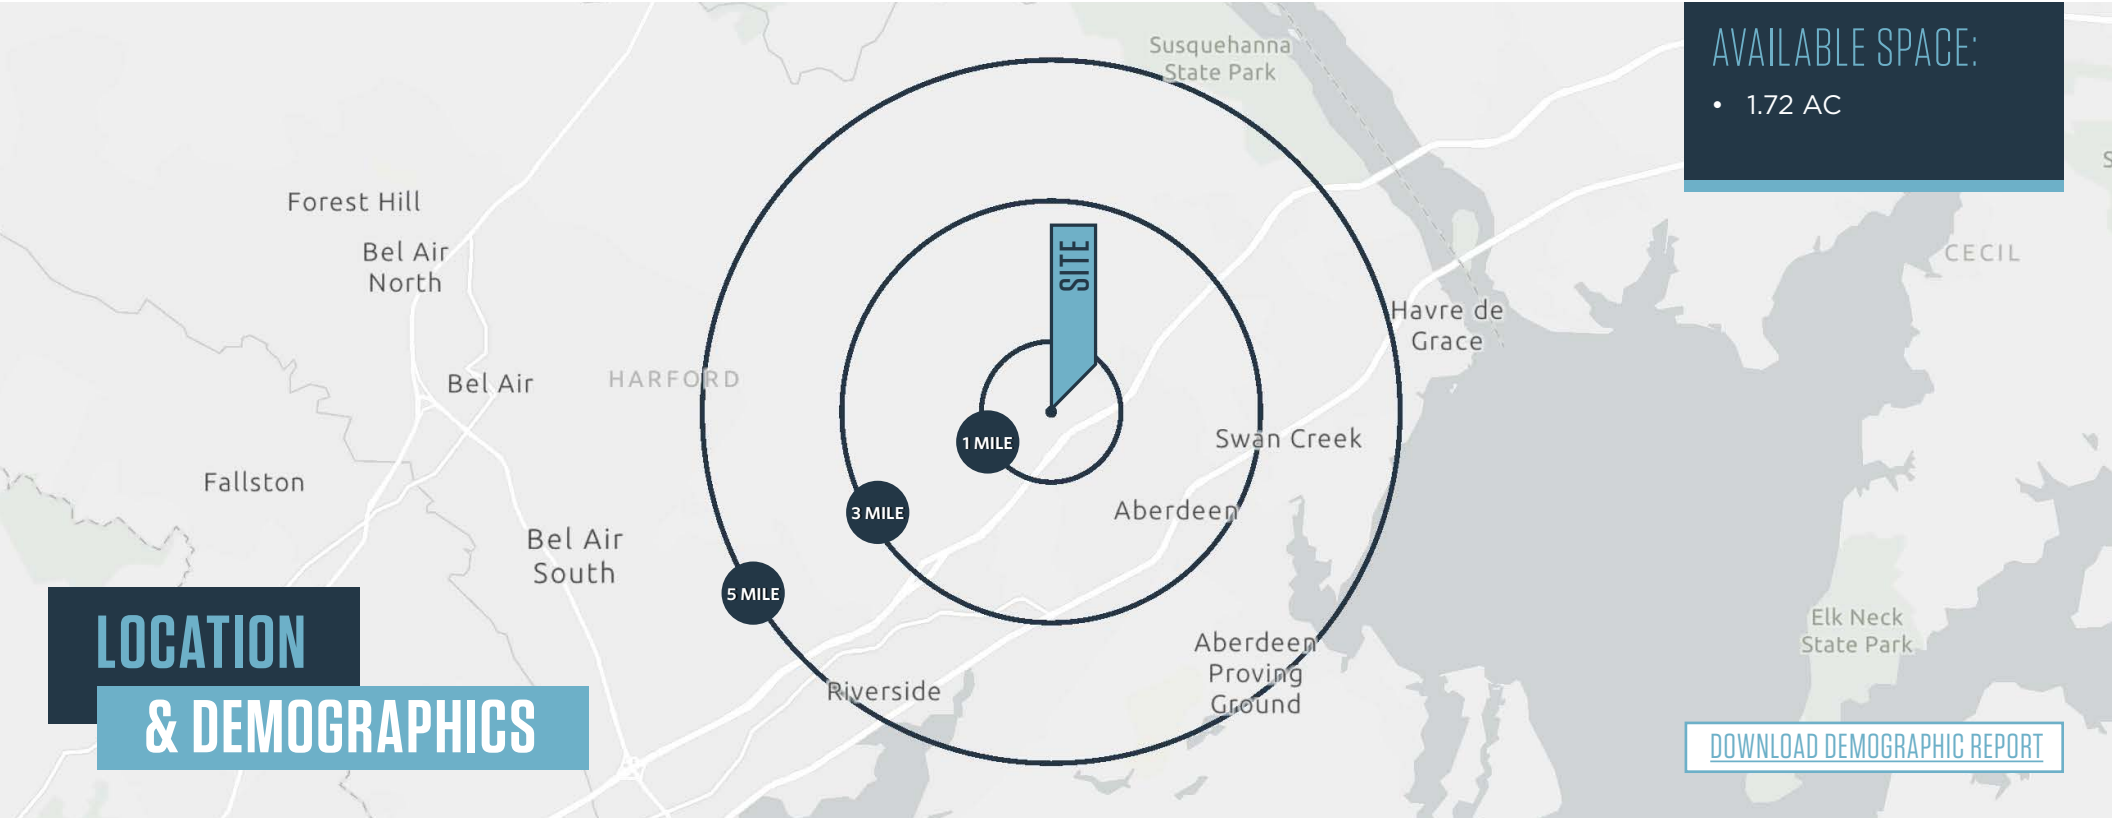 Susquehanna
State Park
AVAILABLE SPACE:
• 1.72 AC
Forest Hill
Bel Air
North
SITE
CECIL
Havre de
Grace
Bel Air
HARFORD
1 MILE
Swan Creek
Fallston
3 MILE
Aberdeen
Bel Air
South
5 MILE
LOCATION
& DEMOGRAPHICS
Elk Neck
State Park
Aberdeen
Proving
Ground
Riverside
DOWNLOAD DEMOGRAPHIC REPORT